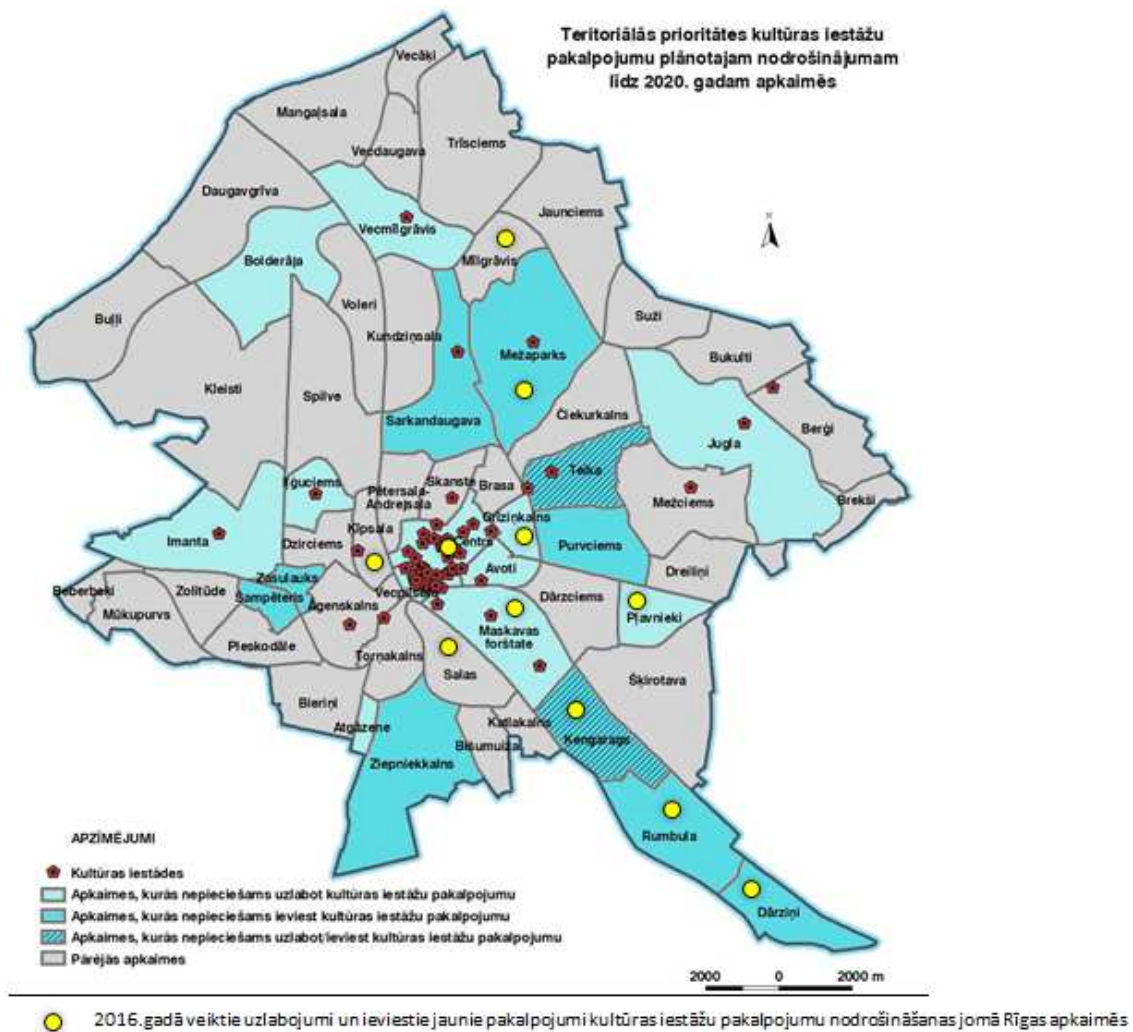 Teritoriālās prioritātes kultūras iestāžu
pakalpojumu plānotajam nodrošinājumam
līdz 2020. gadam apkaimēs
Vecāķi
Mangaļsala
Vecdaugava
Trīsciems
Daugavgrīva
Jaunciems
Vecmīlgrāvis
Mīlgrāvis
Bolderāja
Voleri
Buļļi
Kundziņsala
Suži
Mežaparks
Bukulti
Kleisti
Spilve
Čiekurkalns
Sarkandaugava
Jugla
Berģi
Teika
Iļģuciems
Skanste
Brasa
Pētersala-
Andrejsala
Mežciems
Brekši
Grīziņkalns
Imanta
Ķīpsala
Dzirciems
Centrs
Purvciems
Avoti
Dreiliņi
Zasulauks
Beberbeķi
Zolitūde
Šampēteris
Āgenskalns
Vecpilsēta
Dārzciems
Mūkupurvs
Pļavnieki
Maskavas
forštate
Pleskodāle
Torņakalns
Salas
Šķirotava
Bieriņi
Atgāzene
Katlakalns
Bišumuiža
Ķengarags
Ziepniekkalns
Rumbula
Dārziņi
APZĪMĒJUMI
Kultūras iestādes
Apkaimes, kurās nepieciešams uzlabot kultūras iestāžu pakalpojumu
Apkaimes, kurās nepieciešams ieviest kultūras iestāžu pakalpojumu
Apkaimes, kurās nepieciešams uzlabot/ieviest kultūras iestāžu pakalpojumu
Pārējās apkaimes
2000 0 2000 m
2016.gadā veiktie uzlabojumi un ieviestie jaunie pakalpojumi kultūras iestāžu pakalpojumu nodrošināšanas jomā Rīgas apkaimēs